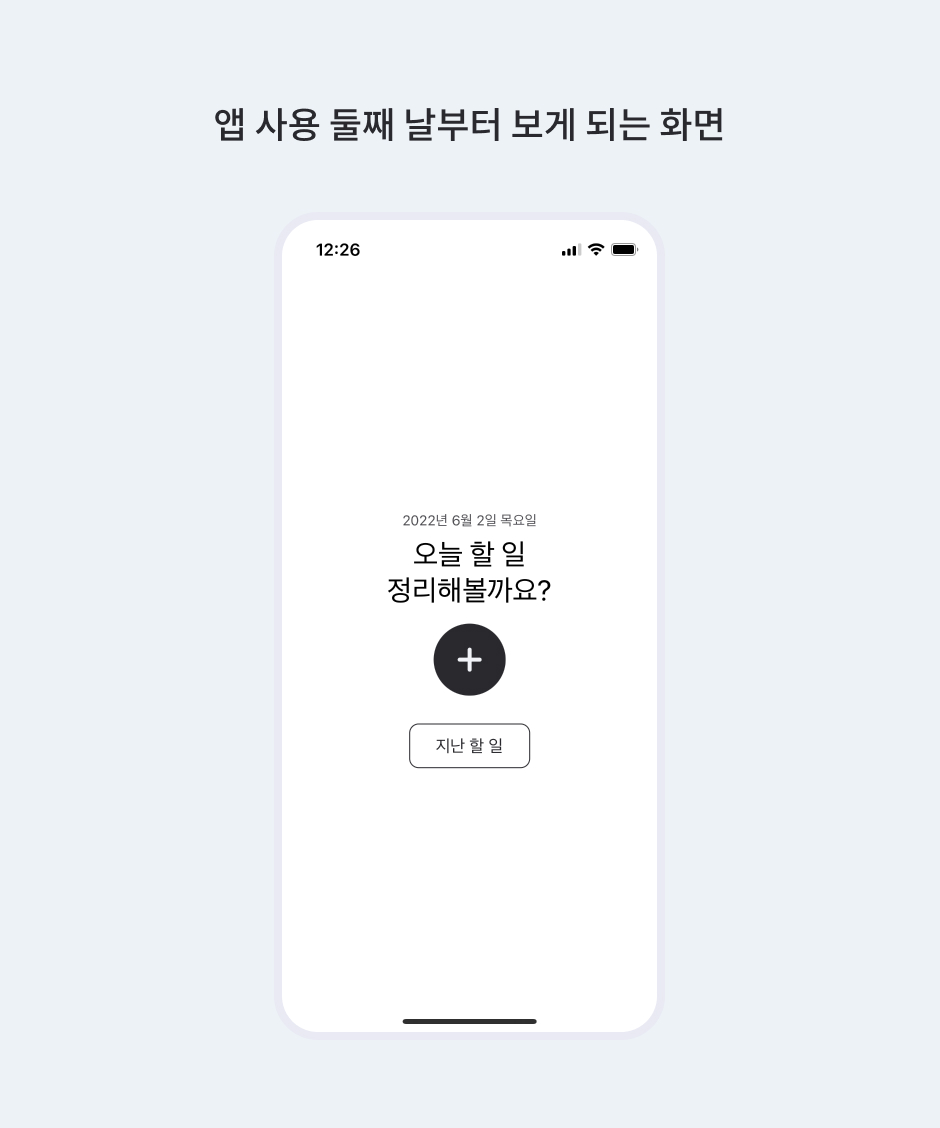 앱 사용 둘째 날부터 보게 되는 화면
12:26
2022년 6월 2일 목요일
오늘 할 일
정리해볼까요?
지난 할 일